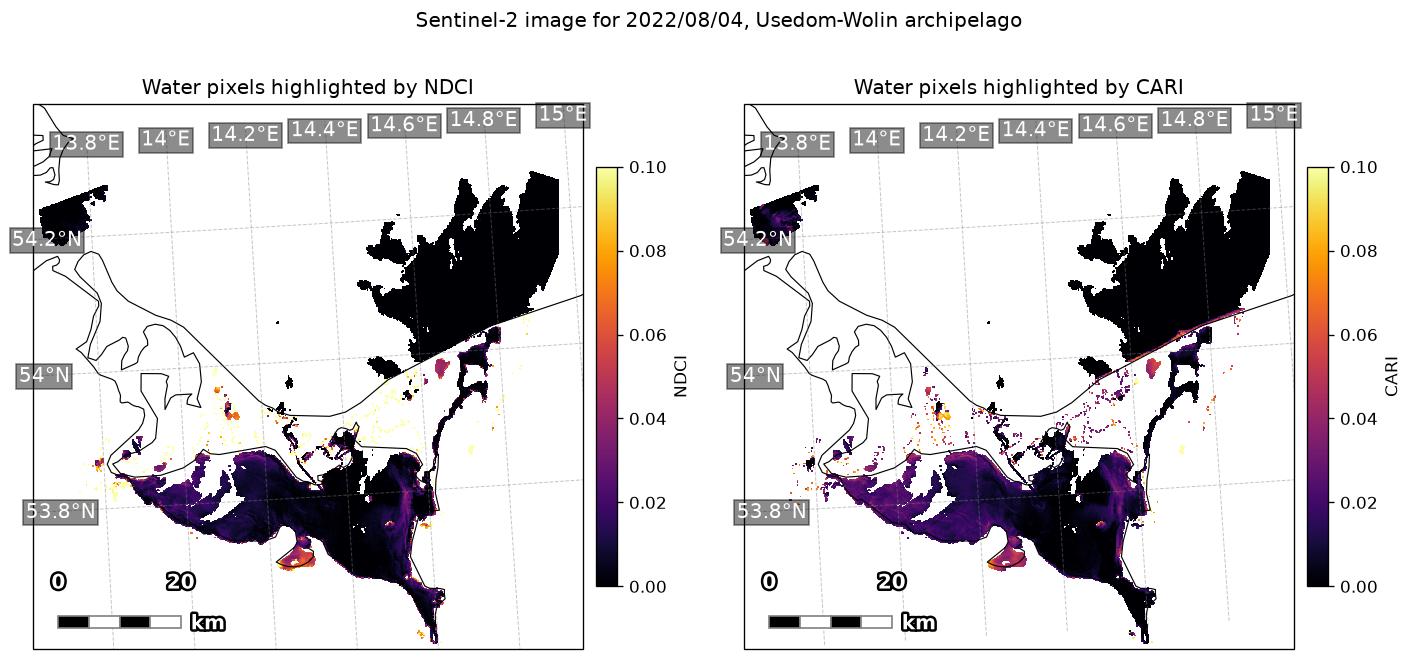 Sentinel-2 image for 2022/08/04, Usedom-Wolin archipelago
Water pixels highlighted by NDCI
13.8°E 14°E 14.2°E 14.4°E 14.6°E 14.8°E 15°E
54.2°N
54°N
53.8°N
0 20
km
0.10
0.08
0.06
0.04
0.02
0.00
NDCI
Water pixels highlighted by CARI
13.8°E 14°E 14.2°E 14.4°E 14.6°E 14.8°E 15°E
54.2°N
54°N
53.8°N
0 20
km
0.10
0.08
0.06
0.04
0.02
0.00
CARI